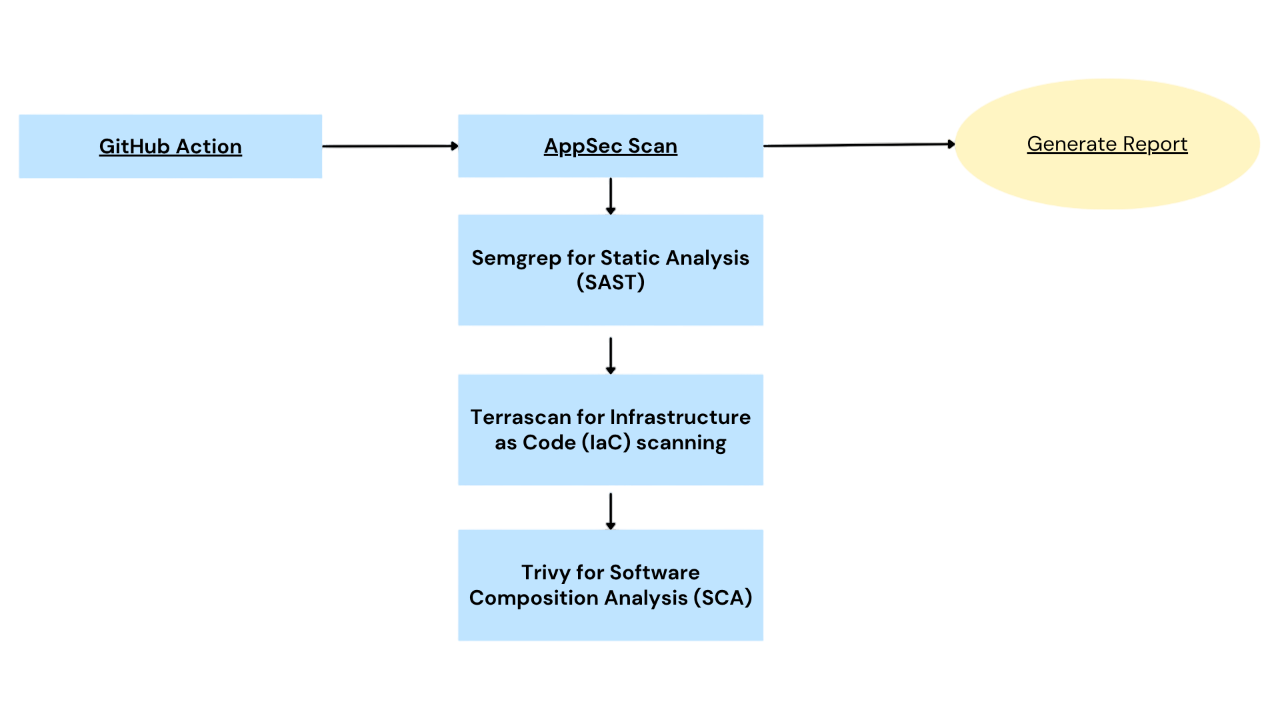 GitHub Action
AppSec Scan
Generate Report
Semgrep for Static Analysis
(SAST)
Terrascan for Infrastructure
as Code (IaC) scanning
Trivy for Software
Composition Analysis (SCA)